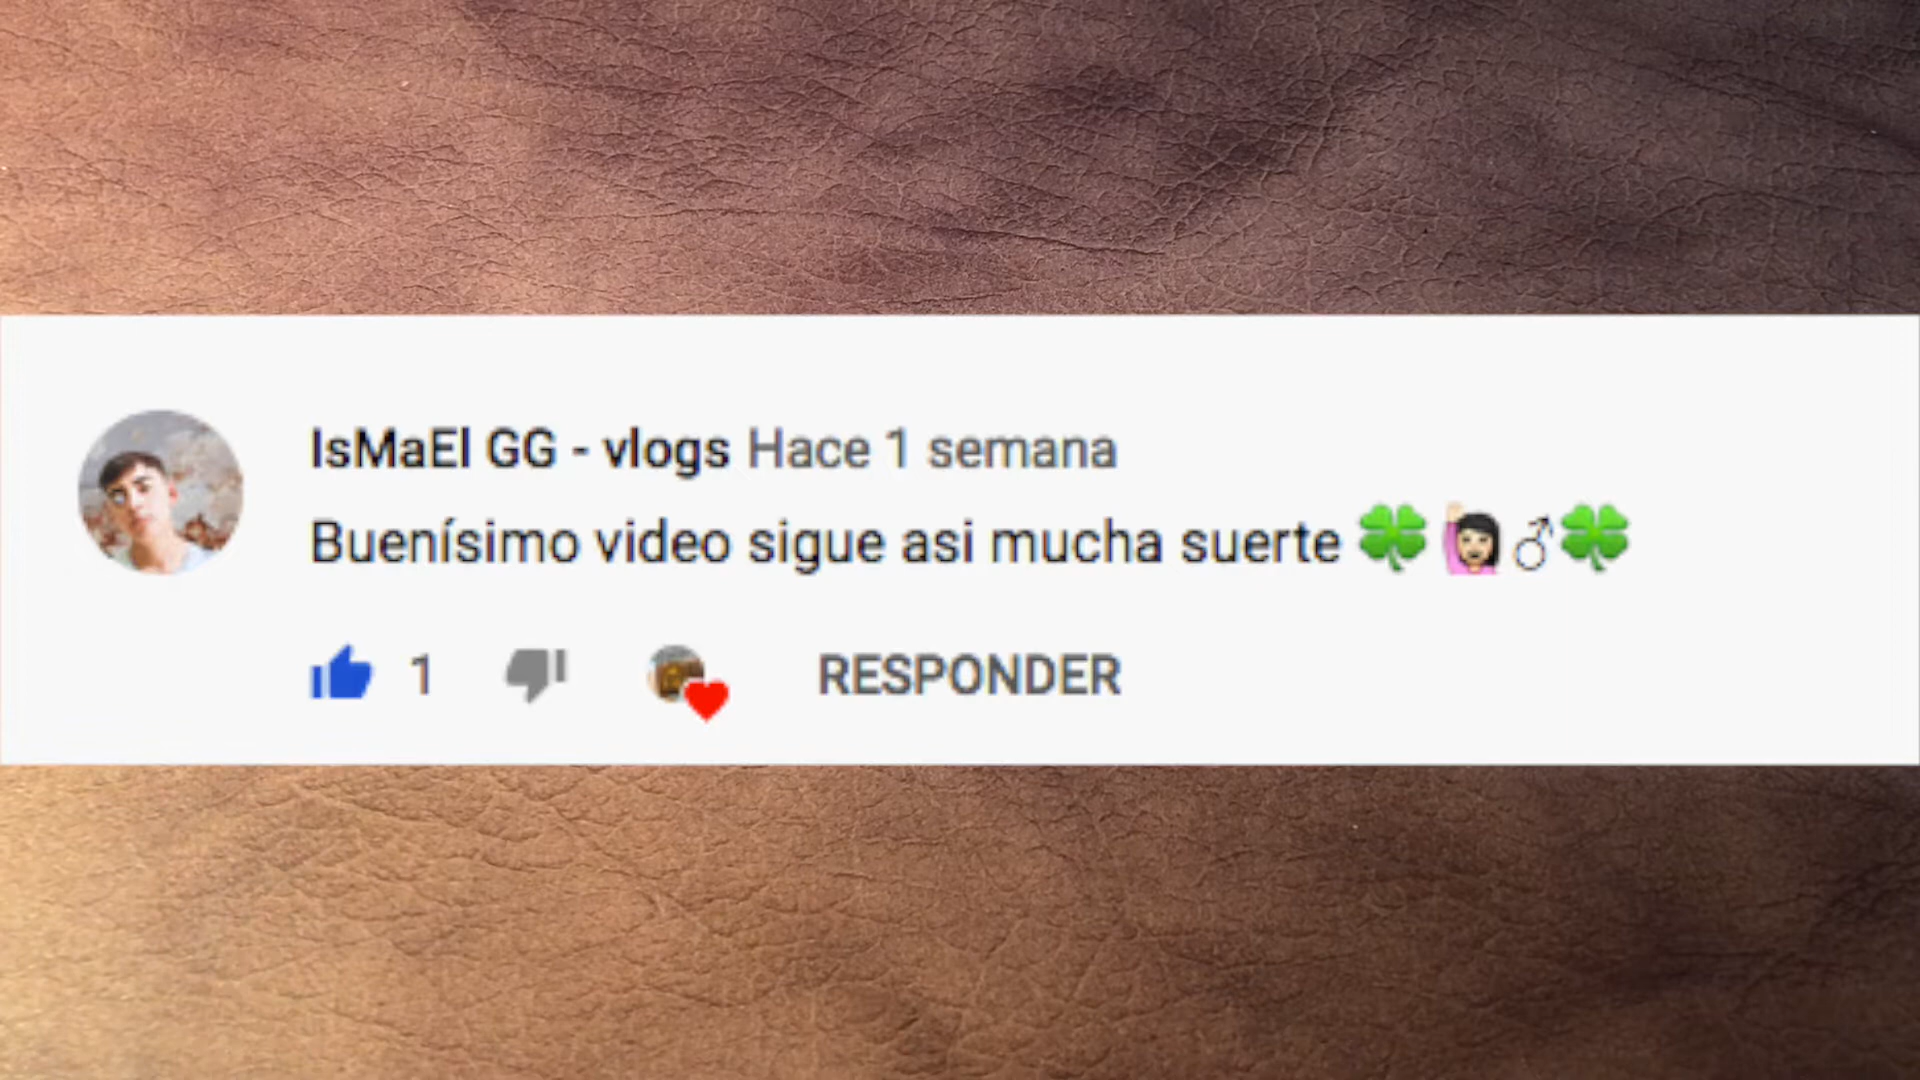 IsMaEl GG - vlogs Hace 1 semana
Buenísimo video sigue asi mucha suerte 🍀🙋🏻♂🍀
1 RESPONDER